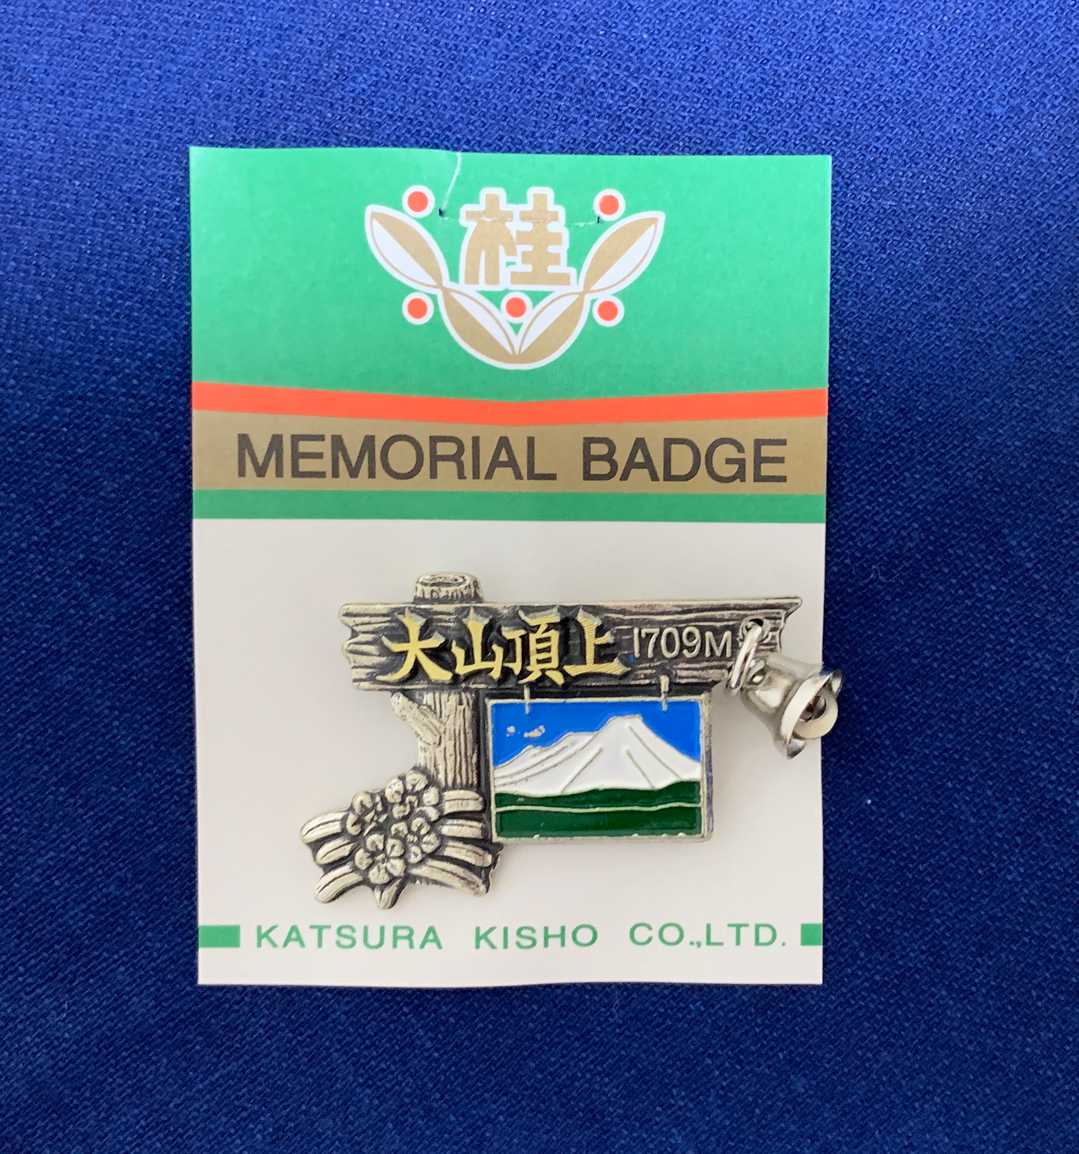 桂
MEMORIAL BADGE
大山頂上 1709M
KATSURA KISHO CO.,LTD.